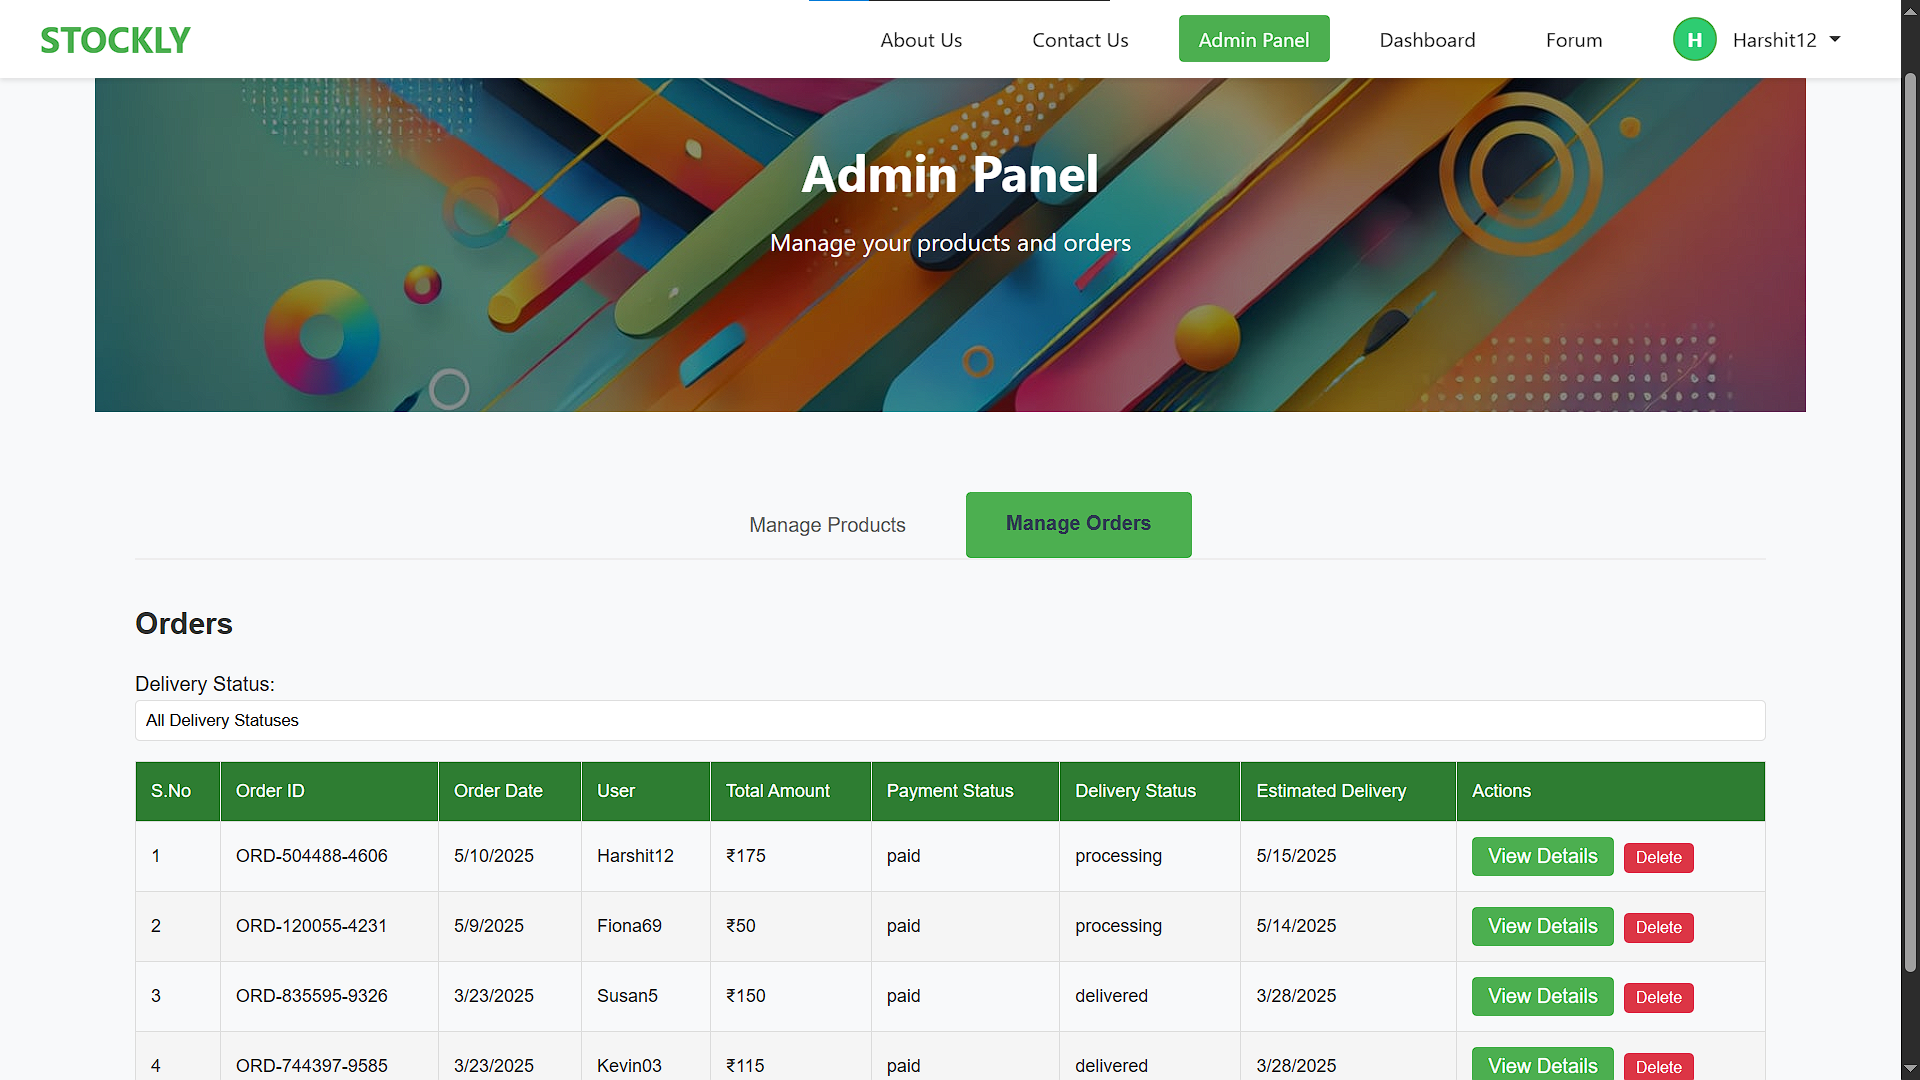 STOCKLY About Us Contact Us Admin Panel Dashboard Forum H Harshit12
Admin Panel
Manage your products and orders
Manage Products Manage Orders
Orders
Delivery Status:
All Delivery Statuses
S.No Order ID Order Date User Total Amount Payment Status Delivery Status Estimated Delivery Actions
1 ORD-504488-4606 5/10/2025 Harshit12 ₹175 paid processing 5/15/2025 View Details Delete
2 ORD-120055-4231 5/9/2025 Fiona69 ₹50 paid processing 5/14/2025 View Details Delete
3 ORD-835595-9326 3/23/2025 Susan5 ₹150 paid delivered 3/28/2025 View Details Delete
4 ORD-744397-9585 3/23/2025 Kevin03 ₹115 paid delivered 3/28/2025 View Details Delete